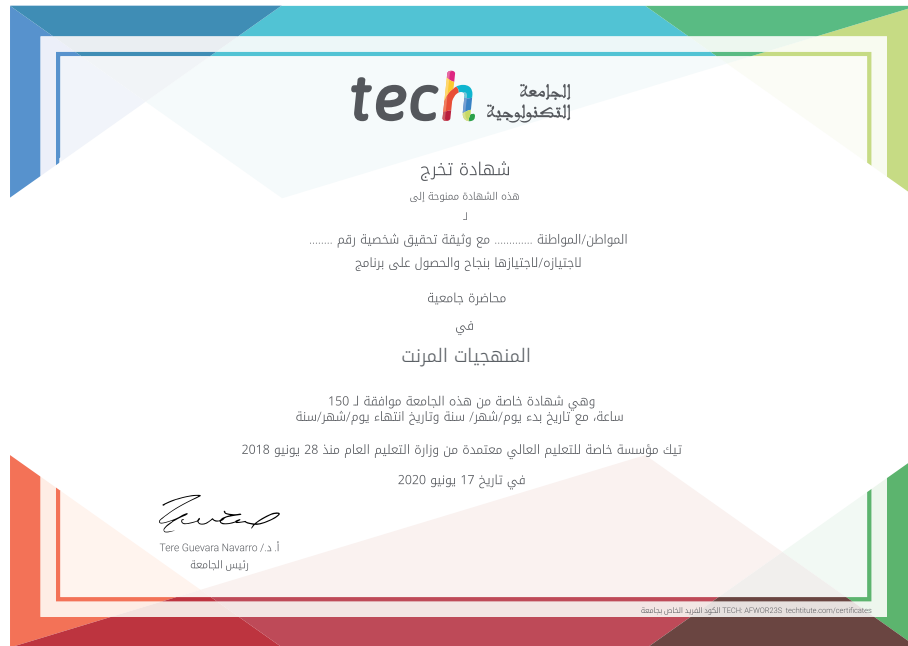 tech الجامعة
التكنولوجية
شهادة تخرج
هذه الشهادة ممنوحة إلى
لـ
المواطن/المواطنة ............. مع وثيقة تحقيق شخصية رقم ........
لاجتيازه/لاجتيازها بنجاح والحصول على برنامج
محاضرة جامعية
في
المنهجيات المرنت
وهي شهادة خاصة من هذه الجامعة موافقة لـ 150
ساعة، مع تاريخ بدء يوم/شهر/ سنة وتاريخ انتهاء يوم/شهر/سنة
تيك مؤسسة خاصة للتعليم العالي معتمدة من وزارة التعليم العام منذ 28 يونيو 2018
في تاريخ 17 يونيو 2020
أ. د./ Tere Guevara Navarro
رئيس الجامعة
الكود الفريد الخاص بجامعة TECH: AFWOR23S techtitute.com/certificates